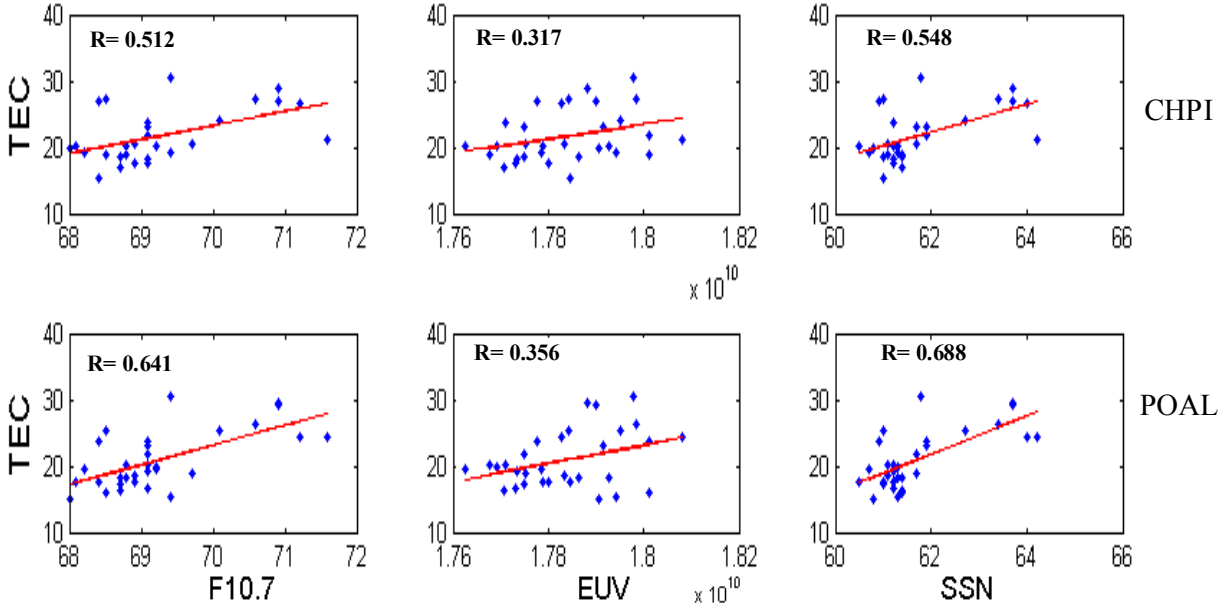 40 40 40
R= 0.512 R= 0.317 R= 0.548
30 30 30
TEC CHPI
20 20 20
10 10 10
68 69 70 71 72 1.76 1.78 1.8 1.82 60 62 64 66
x 10^10
40 40 40
R= 0.641 R= 0.356 R= 0.688
30 30 30
TEC POAL
20 20 20
10 10 10
68 69 70 71 72 1.76 1.78 1.8 1.82 60 62 64 66
F10.7 EUV x 10^10 SSN